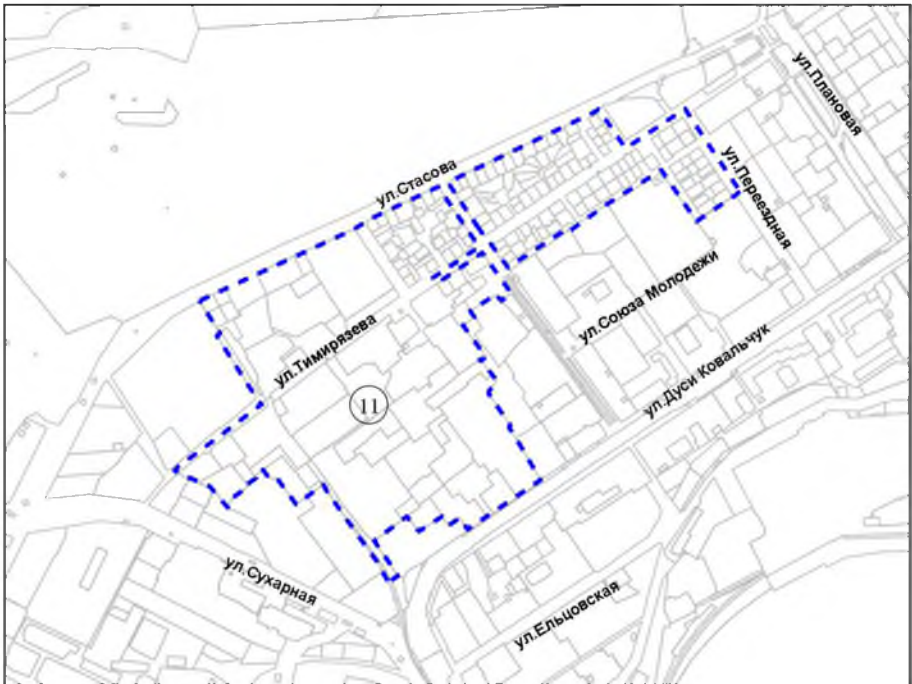 ул.Плановая
ул.Стасова
ул.Переездная
ул.Союза Молодежи
ул.Тимирязева
ул.Дуси Ковальчук
11
ул.Сухарная
ул.Ельцовская